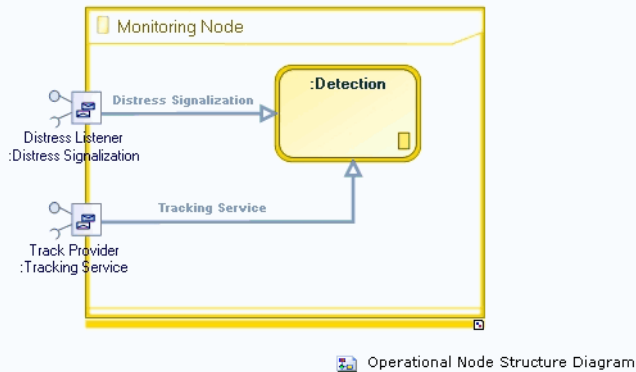 Monitoring Node
:Detection
Distress Signalization
Distress Listener
:Distress Signalization
Tracking Service
Track Provider
:Tracking Service
Operational Node Structure Diagram